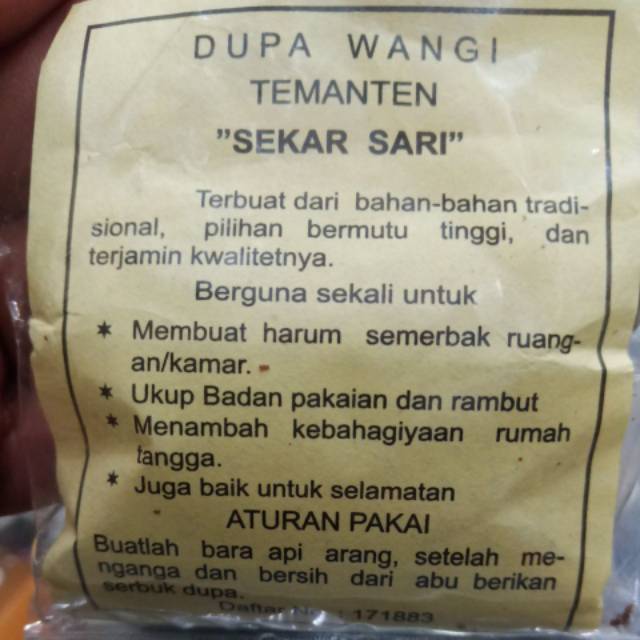 DUPA WANGI
TEMANTEN
”SEKAR SARI”
Terbuat dari bahan-bahan tradi-
sional, pilihan bermutu tinggi, dan
terjamin kwalitetnya.
Berguna sekali untuk
* Membuat harum semerbak ruang-
an/kamar.
* Ukup Badan pakaian dan rambut
* Menambah kebahagiyaan rumah
tangga.
* Juga baik untuk selamatan
ATURAN PAKAI
Buatlah bara api arang, setelah me-
nganga dan bersih dari abu berikan
serbuk dupa.
Daftar : 171883